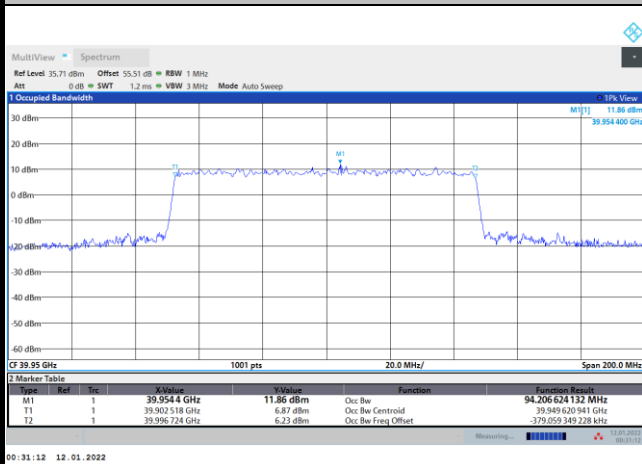 MultiView Spectrum
Ref Level 35.71 dBm Offset 55.51 dB RBW 1 MHz
Att 0 dB SWT 1.2 ms VBW 3 MHz Mode Auto Sweep
1 Occupied Bandwidth 1Pk View
M1[1] 11.86 dBm
39.954 400 GHz
30 dBm
20 dBm
M1
T1
T2
10 dBm
0 dBm
-10 dBm
-20 dBm
-30 dBm
-40 dBm
-50 dBm
-60 dBm
CF 39.95 GHz 1001 pts 20.0 MHz/ Span 200.0 MHz
2 Marker Table
Type Ref Trc X-Value Y-Value Function Function Result
M1 1 39.9544 GHz 11.86 dBm Occ Bw 94.206 624 132 MHz
T1 1 39.902 518 GHz 6.87 dBm Occ Bw Centroid 39.949 620 941 GHz
T2 1 39.996 724 GHz 6.23 dBm Occ Bw Freq Offset -379.059 349 228 kHz
Measuring... 12.01.2022
00:31:12
00:31:12 12.01.2022